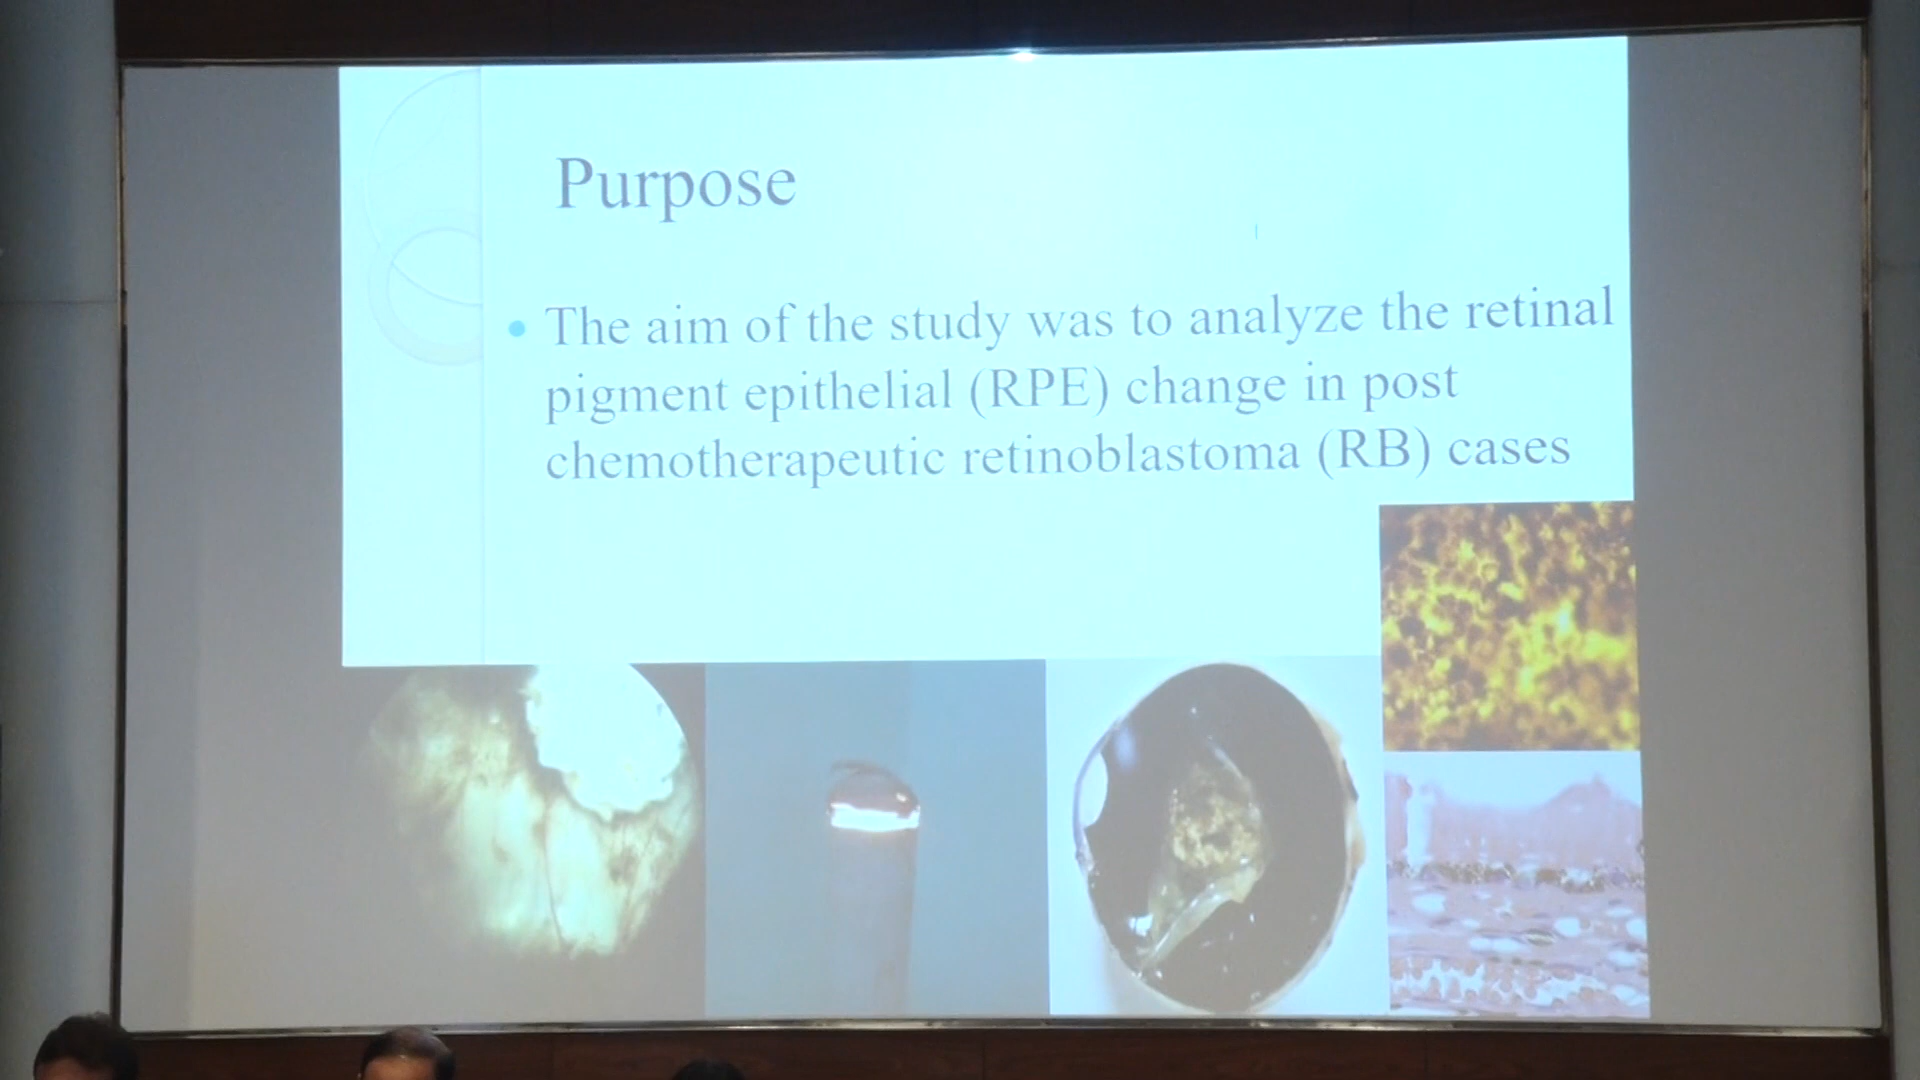 Purpose
• The aim of the study was to analyze the retinal
pigment epithelial (RPE) change in post
chemotherapeutic retinoblastoma (RB) cases